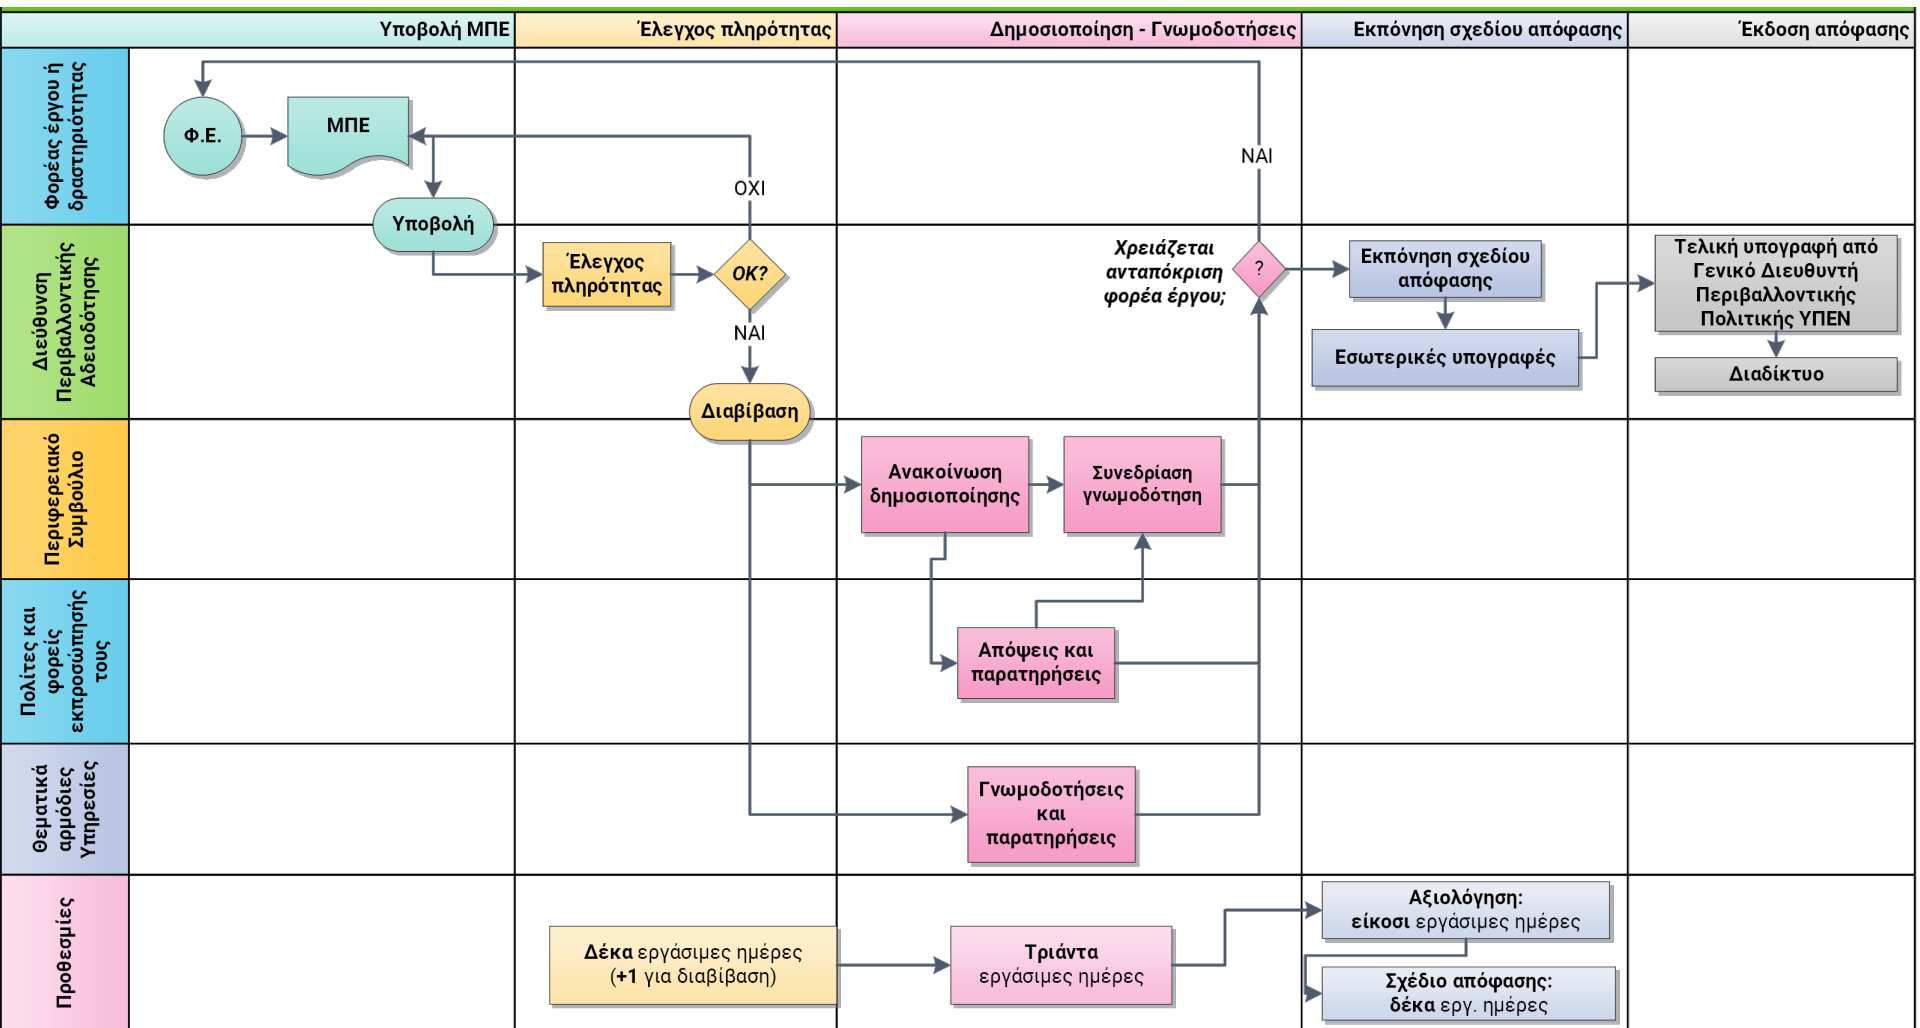 Υποβολή ΜΠΕ
Έλεγχος πληρότητας
Δημοσιοποίηση - Γνωμοδοτήσεις
Εκπόνηση σχεδίου απόφασης
Έκδοση απόφασης
Φορέας έργου ή
δραστηριότητας
Φ.Ε.
ΜΠΕ
ΟΧΙ
ΝΑΙ
Υποβολή
Διεύθυνση
Περιβαλλοντικής
Αδειοδότησης
Έλεγχος
πληρότητας
OK?
ΝΑΙ
Διαβίβαση
Χρειάζεται
ανταπόκριση
φορέα έργου;
?
Εκπόνηση σχεδίου
απόφασης
Εσωτερικές υπογραφές
Τελική υπογραφή από
Γενικό Διευθυντή
Περιβαλλοντικής
Πολιτικής ΥΠΕΝ
Διαδίκτυο
Περιφερειακό
Συμβούλιο
Ανακοίνωση
δημοσιοποίησης
Συνεδρίαση
γνωμοδότηση
Πολίτες και
φορείς
εκπροσώπησής
τους
Απόψεις και
παρατηρήσεις
Θεματικά
αρμόδιες
Υπηρεσίες
Γνωμοδοτήσεις
και
παρατηρήσεις
Προθεσμίες
Δέκα εργάσιμες ημέρες
(+1 για διαβίβαση)
Τριάντα
εργάσιμες ημέρες
Αξιολόγηση:
είκοσι εργάσιμες ημέρες
Σχέδιο απόφασης:
δέκα εργ. ημέρες